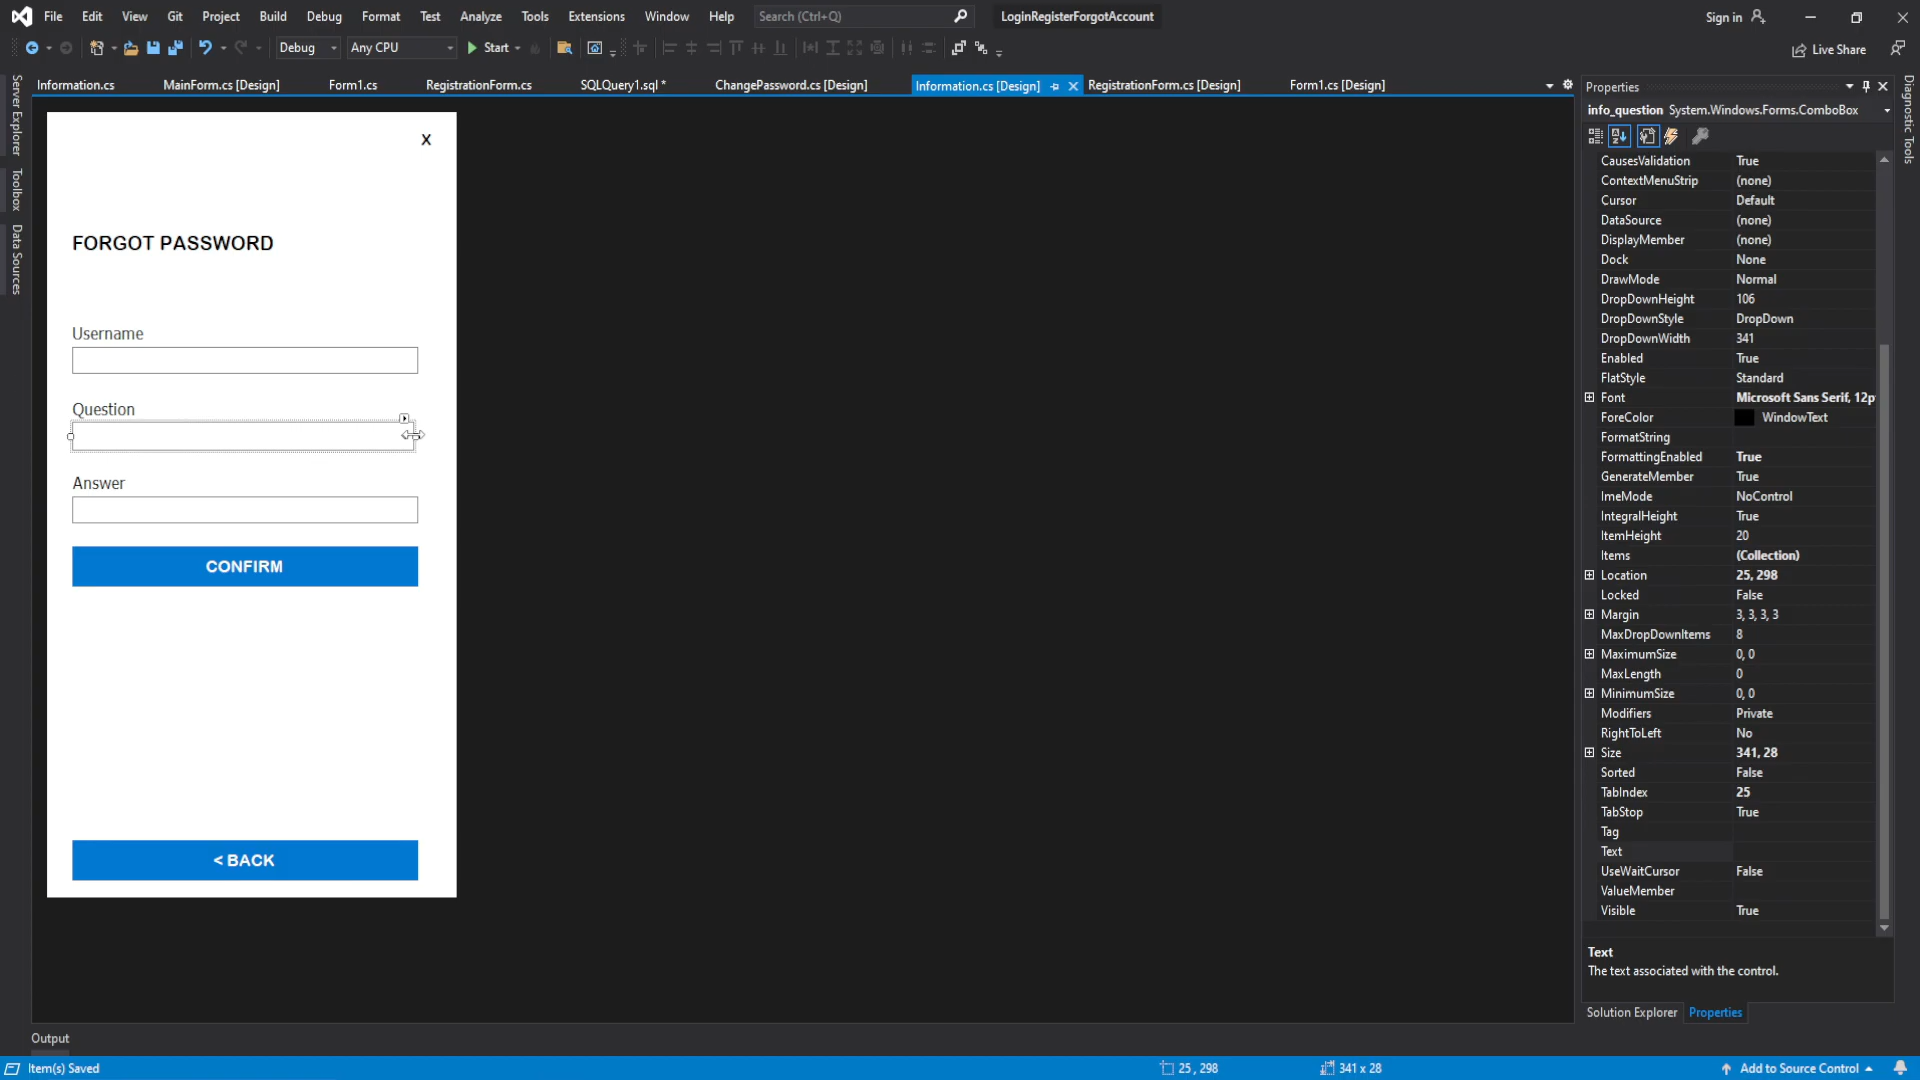 File Edit View Git Project Build Debug Format Test Analyze Tools Extensions Window Help Search (Ctrl+Q) LoginRegisterForgotAccount Sign in
Debug Any CPU Start Live Share
Information.cs MainForm.cs [Design] Form1.cs RegistrationForm.cs SQLQuery1.sql * ChangePassword.cs [Design] Information.cs [Design] RegistrationForm.cs [Design] Form1.cs [Design]
Server Explorer
Toolbox
Data Sources
X
FORGOT PASSWORD
Username
Question
Answer
CONFIRM
< BACK
Properties
info_question System.Windows.Forms.ComboBox
CausesValidation True
ContextMenuStrip (none)
Cursor Default
DataSource (none)
DisplayMember (none)
Dock None
DrawMode Normal
DropDownHeight 106
DropDownStyle DropDown
DropDownWidth 341
Enabled True
FlatStyle Standard
Font Microsoft Sans Serif, 12p
ForeColor WindowText
FormatString
FormattingEnabled True
GenerateMember True
ImeMode NoControl
IntegralHeight True
ItemHeight 20
Items (Collection)
Location 25, 298
Locked False
Margin 3, 3, 3, 3
MaxDropDownItems 8
MaximumSize 0, 0
MaxLength 0
MinimumSize 0, 0
Modifiers Private
RightToLeft No
Size 341, 28
Sorted False
TabIndex 25
TabStop True
Tag
Text
UseWaitCursor False
ValueMember
Visible True
Text
The text associated with the control.
Solution Explorer Properties
Diagnostic Tools
Output
Item(s) Saved 25 , 298 341 x 28 Add to Source Control